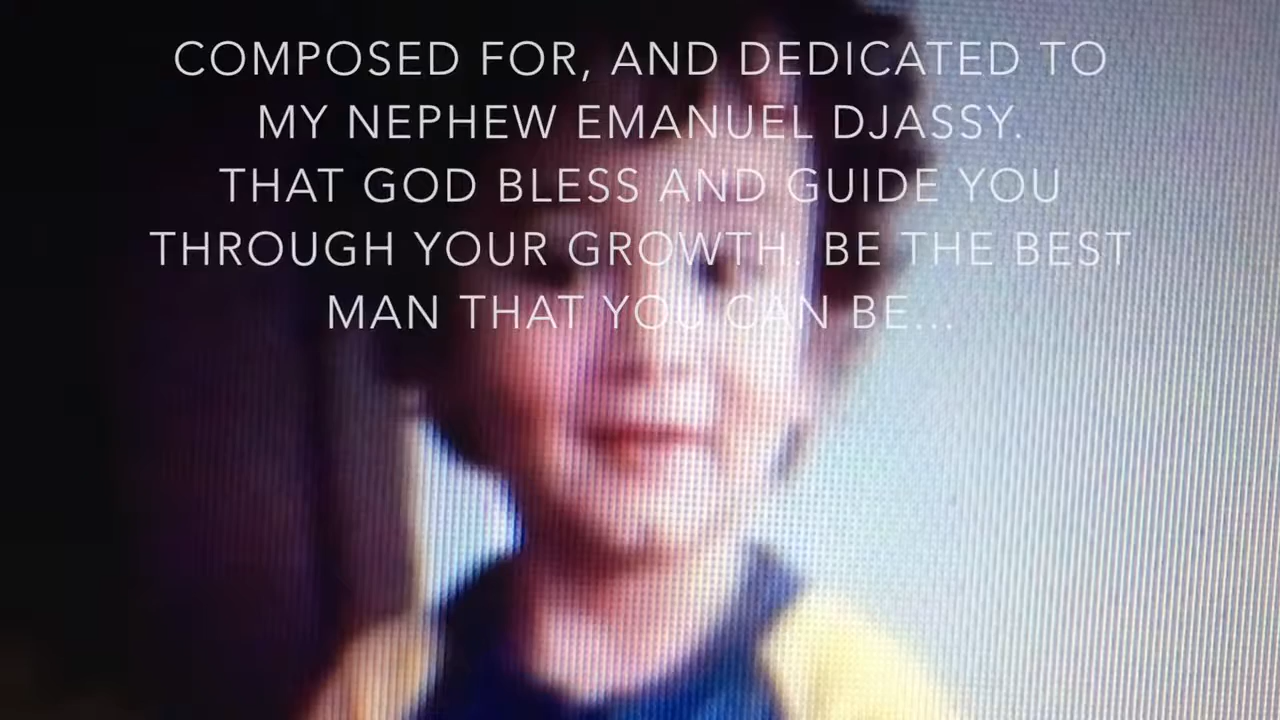 COMPOSED FOR, AND DEDICATED TO
MY NEPHEW EMANUEL DJASSY.
THAT GOD BLESS AND GUIDE YOU
THROUGH YOUR GROWTH. BE THE BEST
MAN THAT YOU CAN BE...